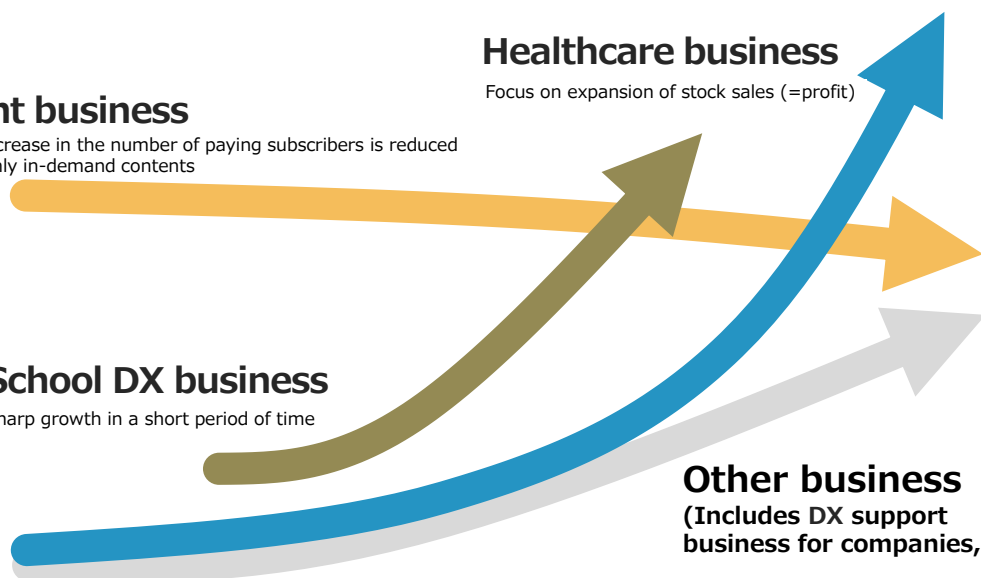 Healthcare business
Focus on expansion of stock sales (=profit)
nt business
crease in the number of paying subscribers is reduced
nly in-demand contents
School DX business
harp growth in a short period of time
Other business
(Includes DX support
business for companies,